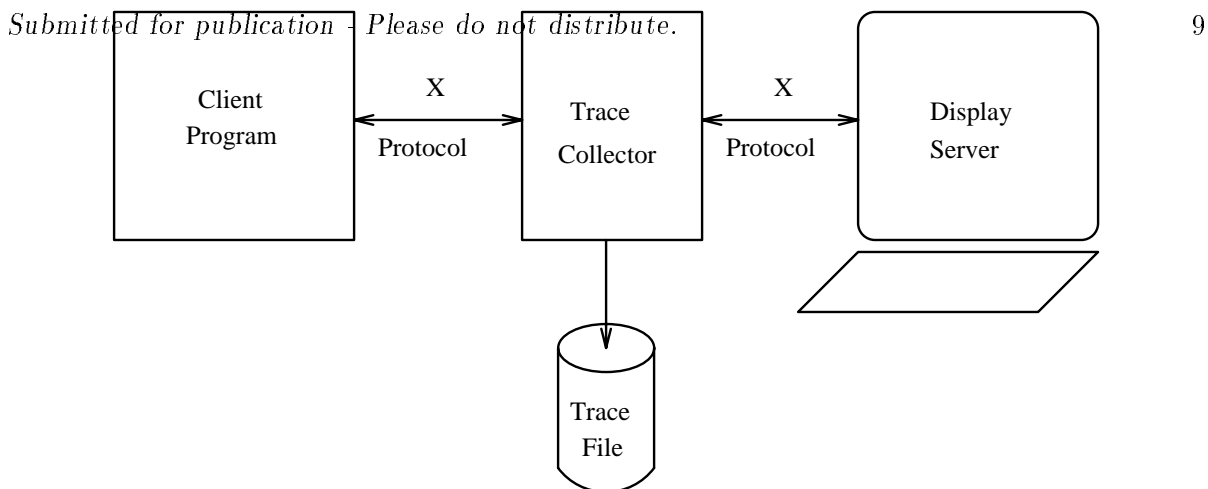 Submitted for publication - Please do not distribute. 9
Client
Program
X
Protocol
Trace
Collector
X
Protocol
Display
Server
Trace
File